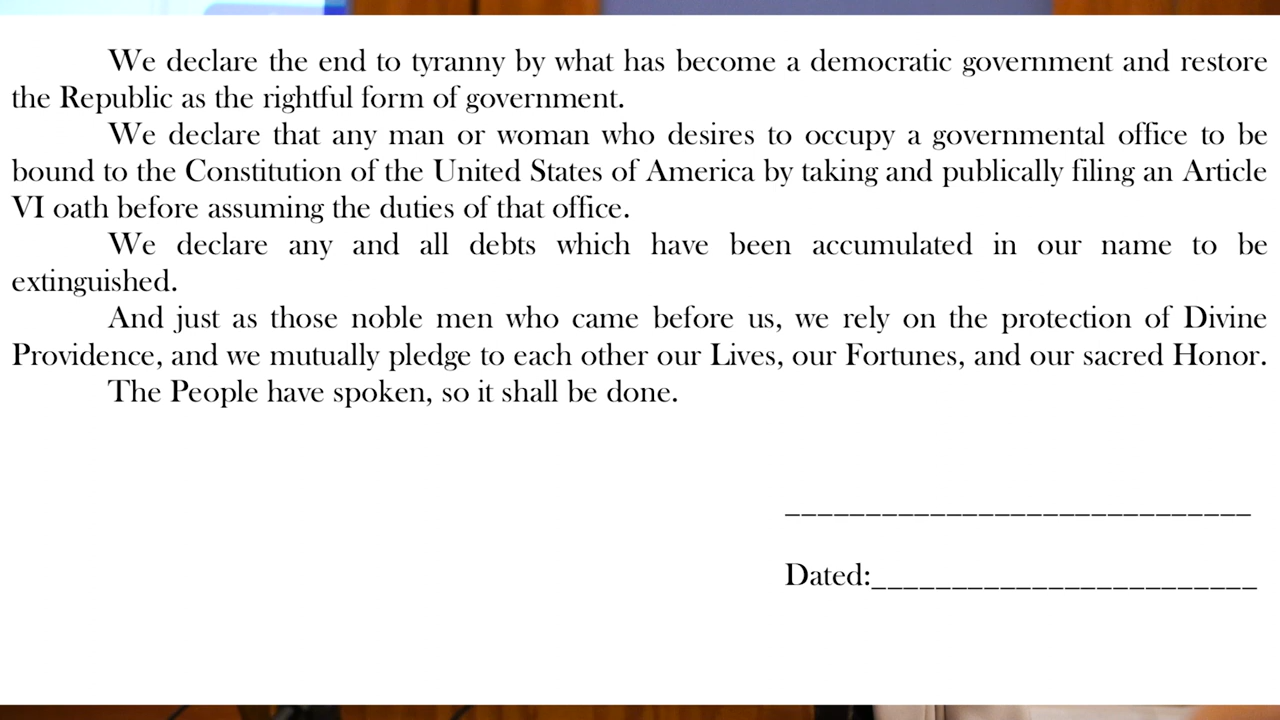 We declare the end to tyranny by what has become a democratic government and restore
the Republic as the rightful form of government.
We declare that any man or woman who desires to occupy a governmental office to be
bound to the Constitution of the United States of America by taking and publically filing an Article
VI oath before assuming the duties of that office.
We declare any and all debts which have been accumulated in our name to be
extinguished.
And just as those noble men who came before us, we rely on the protection of Divine
Providence, and we mutually pledge to each other our Lives, our Fortunes, and our sacred Honor.
The People have spoken, so it shall be done.
_____________________________
Dated:________________________